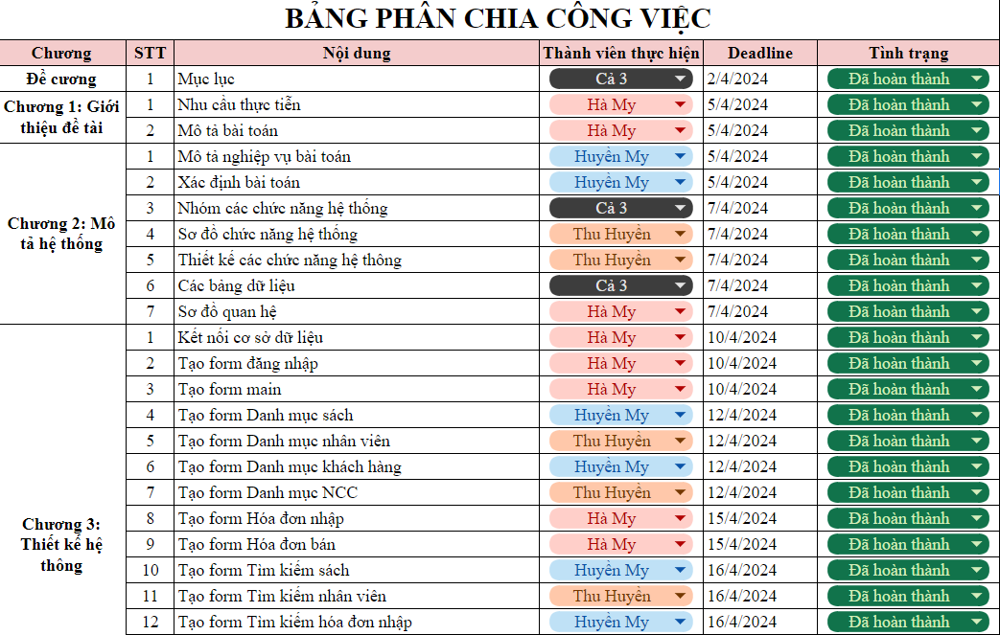 BẢNG PHÂN CHIA CÔNG VIỆC
Chương STT Nội dung Thành viên thực hiện Deadline Tình trạng
Đề cương 1 Mục lục Cả 3 2/4/2024 Đã hoàn thành
Chương 1: Giới thiệu đề tài 1 Nhu cầu thực tiễn Hà My 5/4/2024 Đã hoàn thành
2 Mô tả bài toán Hà My 5/4/2024 Đã hoàn thành
Chương 2: Mô tả hệ thống 1 Mô tả nghiệp vụ bài toán Huyền My 5/4/2024 Đã hoàn thành
2 Xác định bài toán Huyền My 5/4/2024 Đã hoàn thành
3 Nhóm các chức năng hệ thống Cả 3 7/4/2024 Đã hoàn thành
4 Sơ đồ chức năng hệ thống Thu Huyền 7/4/2024 Đã hoàn thành
5 Thiết kế các chức năng hệ thông Thu Huyền 7/4/2024 Đã hoàn thành
6 Các bảng dữ liệu Cả 3 7/4/2024 Đã hoàn thành
7 Sơ đồ quan hệ Hà My 7/4/2024 Đã hoàn thành
Chương 3: Thiết kế hệ thông 1 Kết nối cơ sở dữ liệu Hà My 10/4/2024 Đã hoàn thành
2 Tạo form đăng nhập Hà My 10/4/2024 Đã hoàn thành
3 Tạo form main Hà My 10/4/2024 Đã hoàn thành
4 Tạo form Danh mục sách Huyền My 12/4/2024 Đã hoàn thành
5 Tạo form Danh mục nhân viên Thu Huyền 12/4/2024 Đã hoàn thành
6 Tạo form Danh mục khách hàng Huyền My 12/4/2024 Đã hoàn thành
7 Tạo form Danh mục NCC Thu Huyền 12/4/2024 Đã hoàn thành
8 Tạo form Hóa đơn nhập Hà My 15/4/2024 Đã hoàn thành
9 Tạo form Hóa đơn bán Hà My 15/4/2024 Đã hoàn thành
10 Tạo form Tìm kiếm sách Huyền My 16/4/2024 Đã hoàn thành
11 Tạo form Tìm kiếm nhân viên Thu Huyền 16/4/2024 Đã hoàn thành
12 Tạo form Tìm kiếm hóa đơn nhập Huyền My 16/4/2024 Đã hoàn thành